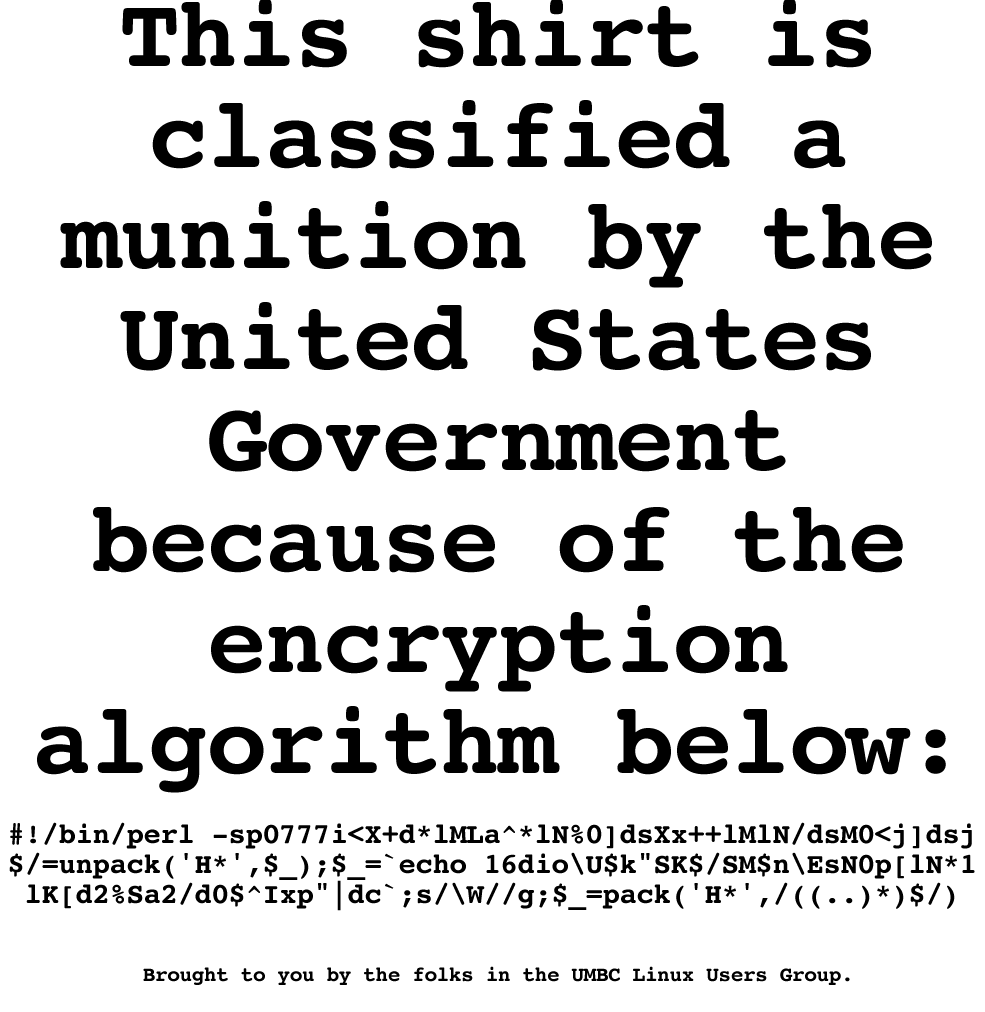 This shirt is
classified a
munition by the
United States
Government
because of the
encryption
algorithm below:
#!/bin/perl -sp0777i<X+d*lMLa^*lN%0]dsXx++lMlN/dsM0<j]dsj
$/=unpack('H*',$_);$_=`echo 16dio\U$k"SK$/SM$n\EsN0p[lN*1
lK[d2%Sa2/d0$^Ixp"|dc`;s/\W//g;$_=pack('H*',/((..)*)$/)
Brought to you by the folks in the UMBC Linux Users Group.